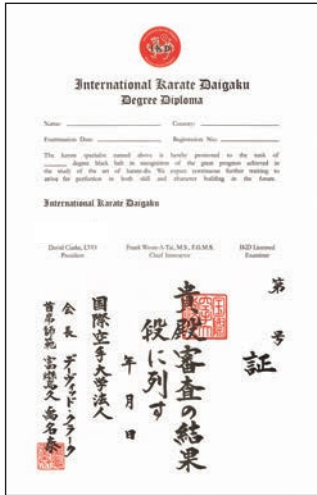 IKD
International Karate Daigaku
Degree Diploma
Name: Country:
Examination Date: Registration No.:
The karate specialist named above is hereby promoted to the rank of
degree black belt in recognition of the great progress achieved in
the study of the art of karate-do. We expect continuous further training to
strive for perfection in both skill and character building in the future.
International Karate Daigaku
David Clarke, Frank Woon-A-Tai, M.S., F.H.M.S. IKD Licensed
President Chief Instructor Examiner
第 号
証
貴殿審査の結果
段に列す
年 月 日
国際空手大学法人
会長 デーヴィッド・クラーク
首席師範